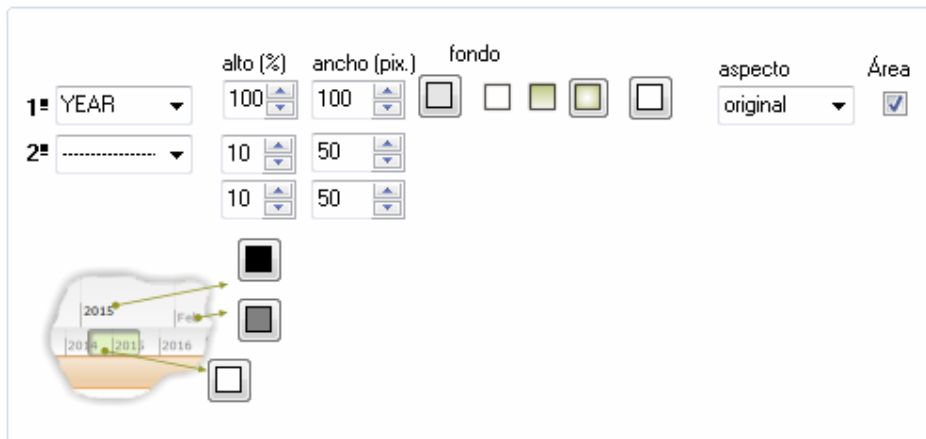 alto (%) ancho (pix.) fondo aspecto Área
1º YEAR 100 100 original
2º ---------------- 10 50
10 50
2015 Feb
2014 2015 2016